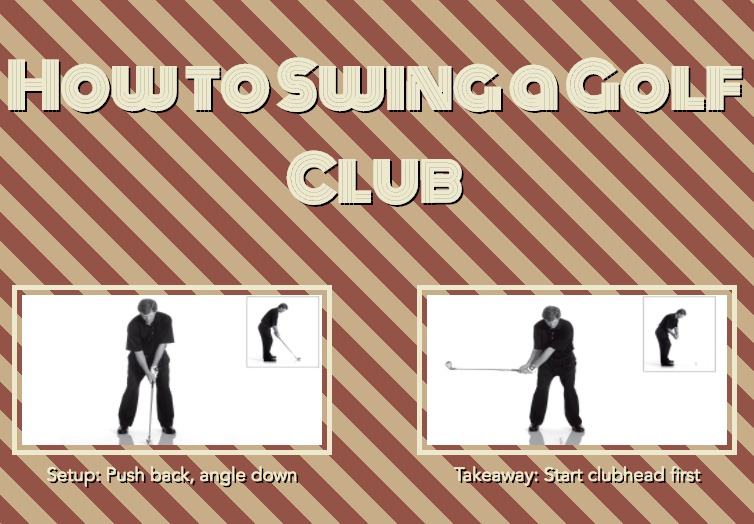 How to Swing a Golf
Club
Setup: Push back, angle down
Takeaway: Start clubhead first